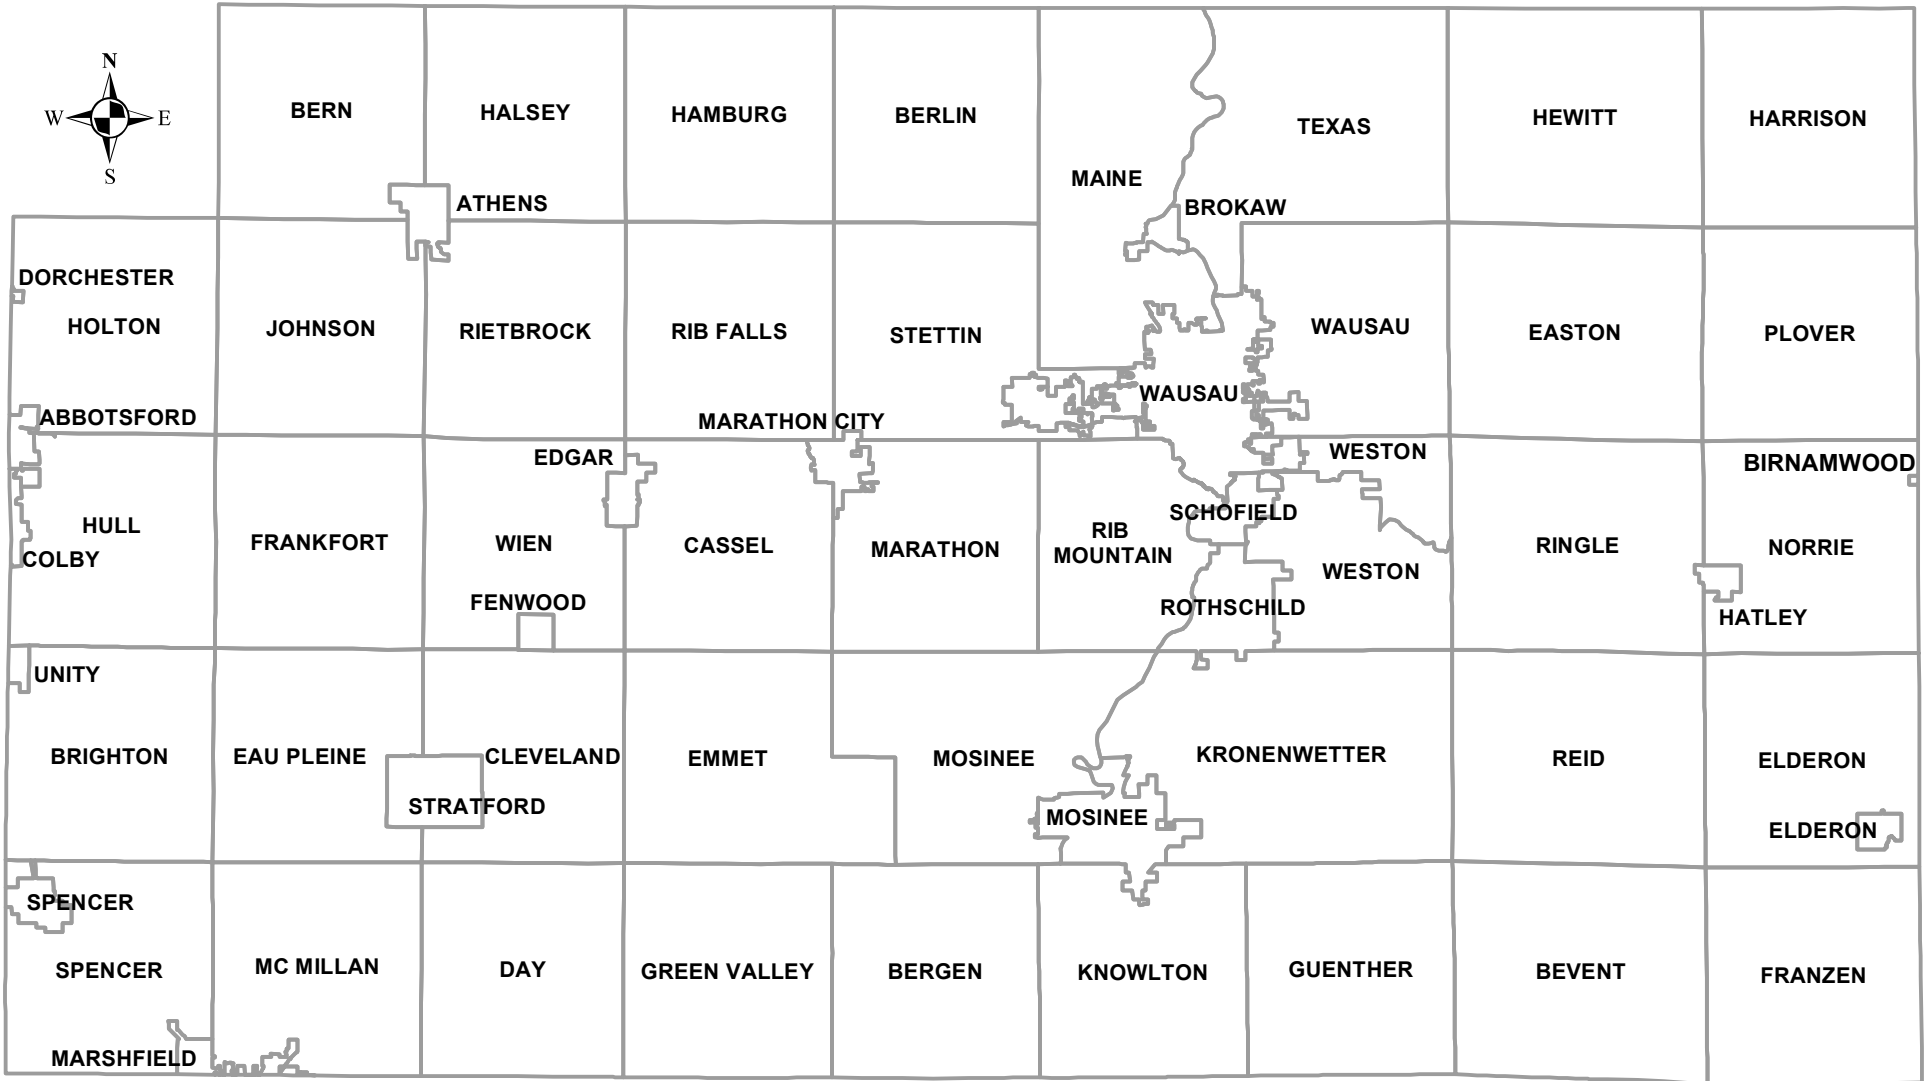 N
W E
S
BERN HALSEY HAMBURG BERLIN TEXAS HEWITT HARRISON
MAINE
ATHENS BROKAW
DORCHESTER
HOLTON JOHNSON RIETBROCK RIB FALLS STETTIN WAUSAU EASTON PLOVER
WAUSAU
ABBOTSFORD MARATHON CITY
EDGAR WESTON BIRNAMWOOD
SCHOFIELD
HULL FRANKFORT WIEN CASSEL MARATHON RIB RINGLE NORRIE
MOUNTAIN
COLBY WESTON
FENWOOD ROTHSCHILD HATLEY
UNITY
BRIGHTON EAU PLEINE CLEVELAND EMMET MOSINEE KRONENWETTER REID ELDERON
STRATFORD MOSINEE ELDERON
SPENCER
SPENCER MC MILLAN DAY GREEN VALLEY BERGEN KNOWLTON GUENTHER BEVENT FRANZEN
MARSHFIELD